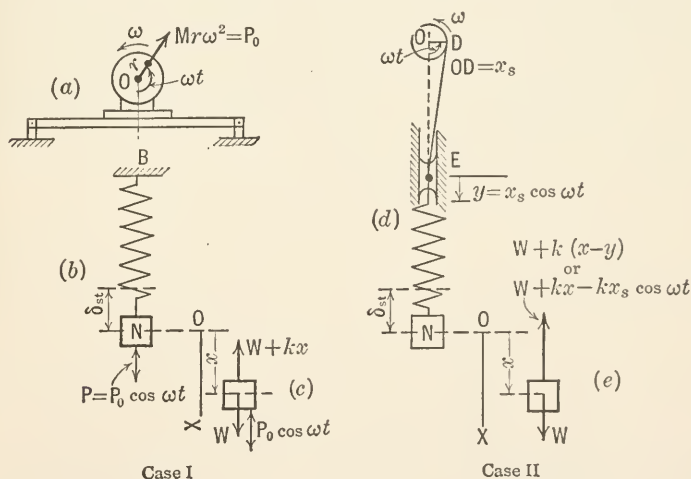 ω
Mrω²=P₀
r
O
ωt
(a)
B
(b)
δst
N
O
P=P₀ cos ωt
x
W+kx
(c)
W
P₀ cos ωt
X
Case I
ω
O
D
ωt
OD=xₛ
E
y=xₛ cos ωt
(d)
W+k (x−y)
or
W+kx−kxₛ cos ωt
δst
N
O
x
(e)
W
X
Case II